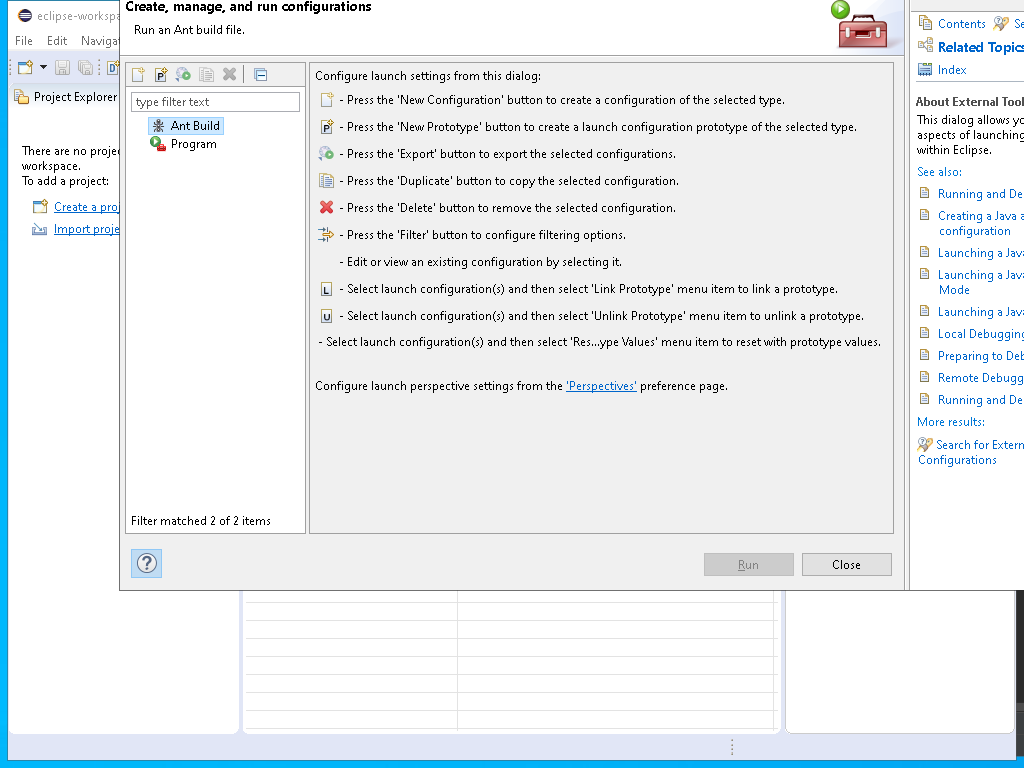 eclipse-workspa
File Edit Navigat
Project Explorer
There are no proje
workspace.
To add a project:
Create a proj
Import proje
Create, manage, and run configurations
Run an Ant build file.
type filter text
Ant Build
Program
Filter matched 2 of 2 items
Configure launch settings from this dialog:
- Press the 'New Configuration' button to create a configuration of the selected type.
- Press the 'New Prototype' button to create a launch configuration prototype of the selected type.
- Press the 'Export' button to export the selected configurations.
- Press the 'Duplicate' button to copy the selected configuration.
- Press the 'Delete' button to remove the selected configuration.
- Press the 'Filter' button to configure filtering options.
- Edit or view an existing configuration by selecting it.
L - Select launch configuration(s) and then select 'Link Prototype' menu item to link a prototype.
U - Select launch configuration(s) and then select 'Unlink Prototype' menu item to unlink a prototype.
- Select launch configuration(s) and then select 'Res...ype Values' menu item to reset with prototype values.
Configure launch perspective settings from the 'Perspectives' preference page.
?
Run
Close
Contents Se
Related Topics
Index
About External Tool
This dialog allows yo
aspects of launching
within Eclipse.
See also:
Running and De
Creating a Java a
configuration
Launching a Java
Launching a Java
Mode
Launching a Java
Local Debugging
Preparing to Deb
Remote Debugg
Running and De
More results:
Search for Extern
Configurations